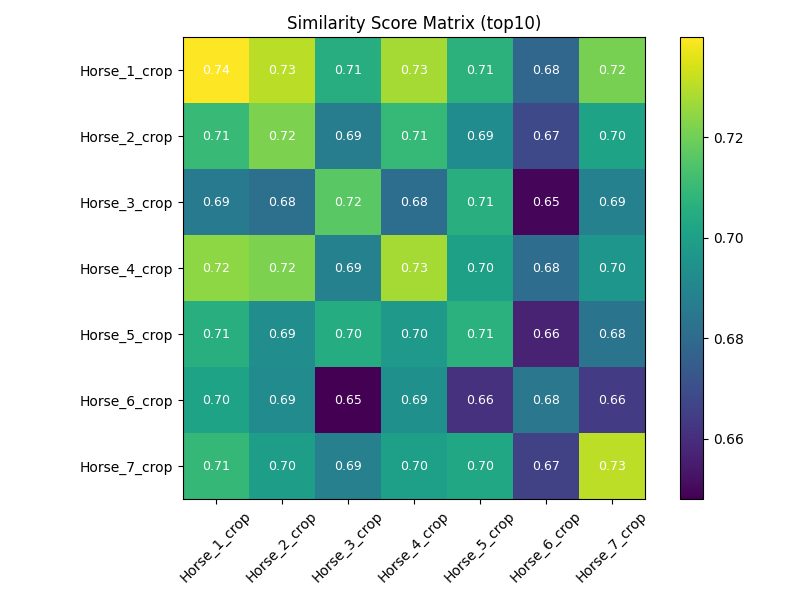 Similarity Score Matrix (top10)
Horse_1_crop 0.74 0.73 0.71 0.73 0.71 0.68 0.72
Horse_2_crop 0.71 0.72 0.69 0.71 0.69 0.67 0.70
Horse_3_crop 0.69 0.68 0.72 0.68 0.71 0.65 0.69
Horse_4_crop 0.72 0.72 0.69 0.73 0.70 0.68 0.70
Horse_5_crop 0.71 0.69 0.70 0.70 0.71 0.66 0.68
Horse_6_crop 0.70 0.69 0.65 0.69 0.66 0.68 0.66
Horse_7_crop 0.71 0.70 0.69 0.70 0.70 0.67 0.73
Horse_1_crop Horse_2_crop Horse_3_crop Horse_4_crop Horse_5_crop Horse_6_crop Horse_7_crop
0.72
0.70
0.68
0.66